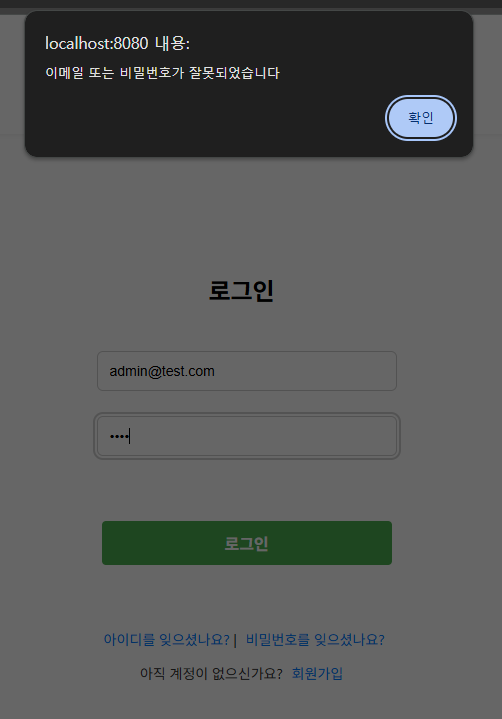 localhost:8080 내용:
이메일 또는 비밀번호가 잘못되었습니다
확인
로그인
admin@test.com
••••
로그인
아이디를 잊으셨나요? | 비밀번호를 잊으셨나요?
아직 계정이 없으신가요? 회원가입